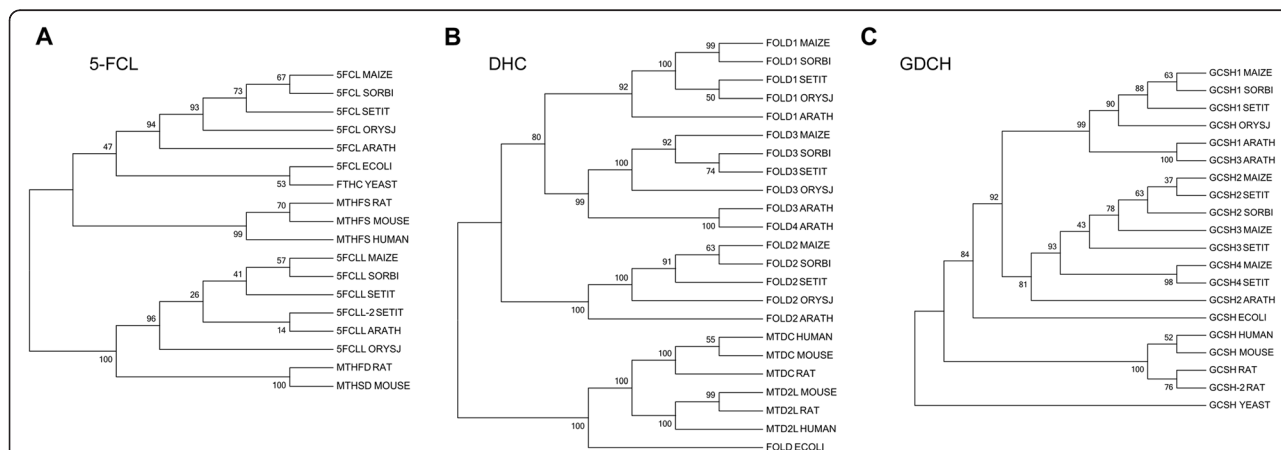 A
5-FCL
67
5FCL MAIZE
5FCL SORBI
73
5FCL SETIT
93
5FCL ORYSJ
94
5FCL ARATH
47
5FCL ECOLI
FTHC YEAST
53
70
MTHFS RAT
MTHFS MOUSE
99
MTHFS HUMAN
57
5FCLL MAIZE
5FCLL SORBI
41
5FCLL SETIT
26
5FCLL-2 SETIT
5FCLL ARATH
14
96
5FCLL ORYSJ
100
MTHFD RAT
MTHSD MOUSE
100
B
DHC
99
FOLD1 MAIZE
FOLD1 SORBI
100
FOLD1 SETIT
FOLD1 ORYSJ
50
92
FOLD1 ARATH
80
92
FOLD3 MAIZE
FOLD3 SORBI
FOLD3 SETIT
74
100
FOLD3 ORYSJ
99
FOLD3 ARATH
FOLD4 ARATH
100
63
FOLD2 MAIZE
FOLD2 SORBI
91
FOLD2 SETIT
100
FOLD2 ORYSJ
100
FOLD2 ARATH
55
MTDC HUMAN
MTDC MOUSE
100
MTDC RAT
100
99
MTD2L MOUSE
MTD2L RAT
100
MTD2L HUMAN
100
FOLD ECOLI
C
GDCH
63
GCSH1 MAIZE
GCSH1 SORBI
88
GCSH1 SETIT
90
GCSH ORYSJ
99
GCSH1 ARATH
GCSH3 ARATH
100
92
37
GCSH2 MAIZE
GCSH2 SETIT
63
GCSH2 SORBI
78
GCSH3 MAIZE
43
GCSH3 SETIT
93
GCSH4 MAIZE
GCSH4 SETIT
98
81
GCSH2 ARATH
84
GCSH ECOLI
52
GCSH HUMAN
GCSH MOUSE
100
GCSH RAT
GCSH-2 RAT
76
GCSH YEAST